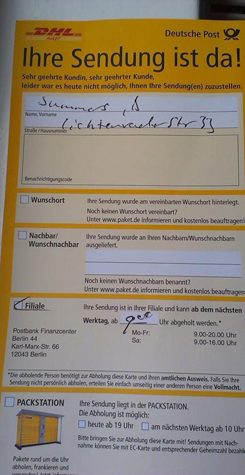 DHL
PAKET
Deutsche Post
Ihre Sendung ist da!
Sehr geehrte Kundin, sehr geehrter Kunde,
leider war es heute nicht möglich, Ihnen Ihre Sendung(en) zuzustellen.
Summers, S
Name, Vorname
Str 33
Straße / Hausnummer
Benachrichtigungscode
Wunschort
Ihre Sendung wurde am vereinbarten Wunschort hinterlegt.
Noch keinen Wunschort vereinbart?
Unter www.paket.de informieren und kostenlos beauftragen
Nachbar/
Wunschnachbar
Ihre Sendung wurde an Ihren Nachbarn/Wunschnachbarn
ausgeliefert.
Noch keinen Wunschnachbarn benannt?
Unter www.paket.de informieren und kostenlos beauftragen
Filiale
Ihre Sendung ist in Ihrer Filiale und kann ab dem nächsten
Werktag, ab Uhr abgeholt werden.*
Postbank Finanzcenter
Berlin 44
Karl-Marx-Str. 66
12043 Berlin
Mo-Fr: 9.00-20.00 Uhr
Sa: 9.00-16.00 Uhr
*Die abholende Person benötigt zur Abholung diese Karte und Ihren amtlichen Ausweis. Falls Sie Ihre
Sendung nicht persönlich abholen, erteilen Sie einfach umseitig einer anderen Person eine Vollmacht.
PACKSTATION
Ihre Sendung liegt in der PACKSTATION.
Die Abholung ist möglich:
heute ab 19 Uhr
am nächsten Werktag ab 10 Uhr
Bitte bringen Sie zur Abholung diese Karte mit! Sendungen mit Nach-
nahme können Sie mit EC-Karte und entsprechender Geheimzahl bezahlen
Pakete rund um die Uhr
abholen, frankieren und